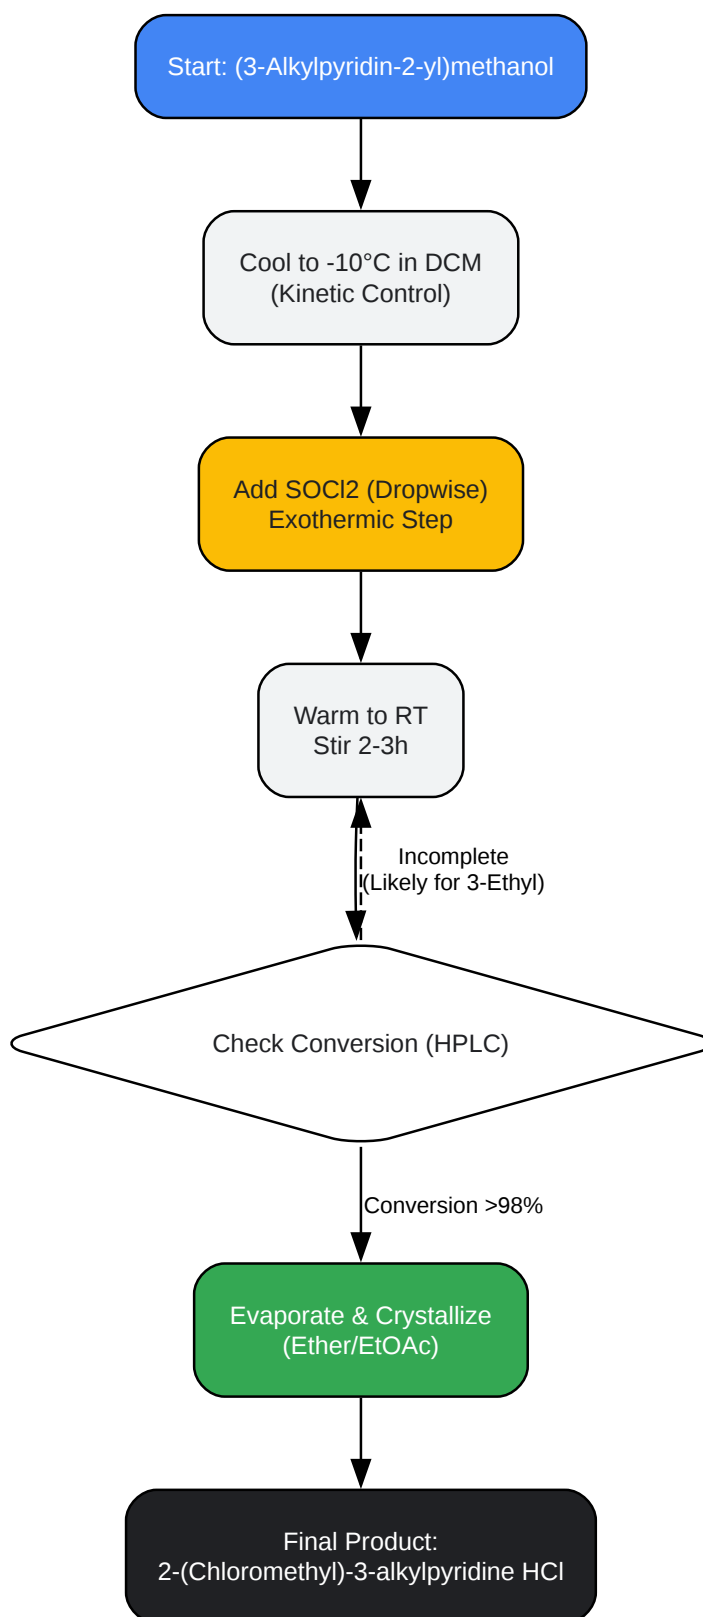 Start: (3-Alkylpyridin-2-yl)methanol
Cool to -10°C in DCM
(Kinetic Control)
Add SOCl2 (Dropwise)
Exothermic Step
Warm to RT
Stir 2-3h
Incomplete
(Likely for 3-Ethyl)
Check Conversion (HPLC)
Conversion >98%
Evaporate & Crystallize
(Ether/EtOAc)
Final Product:
2-(Chloromethyl)-3-alkylpyridine HCl